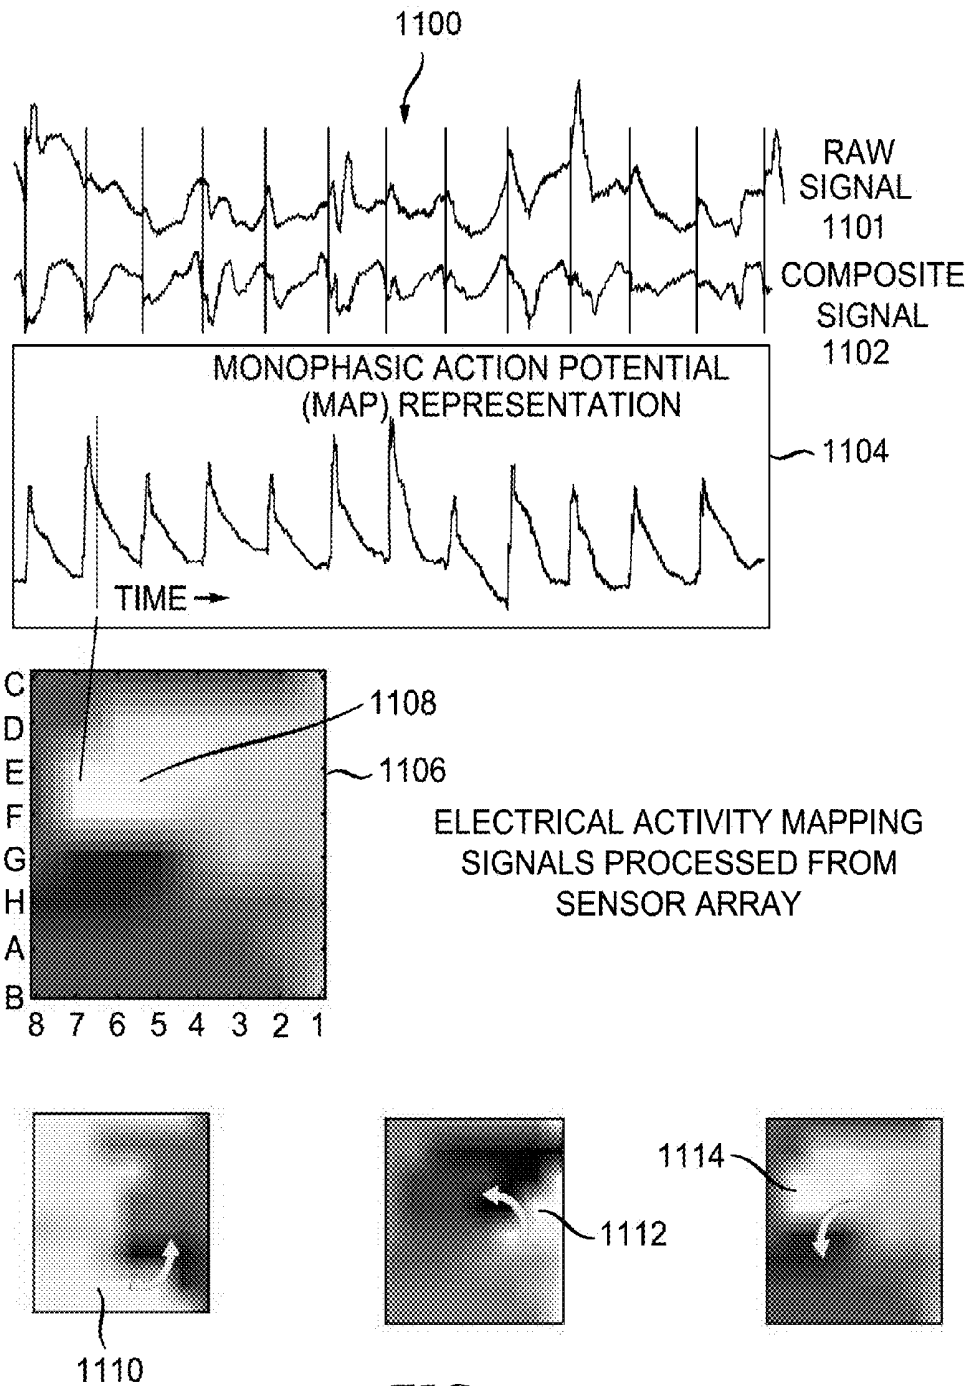 1100
RAW
SIGNAL
1101
COMPOSITE
SIGNAL
1102
MONOPHASIC ACTION POTENTIAL
(MAP) REPRESENTATION
1104
TIME →
C
D
E
F
G
H
A
B
8 7 6 5 4 3 2 1
1108
1106
ELECTRICAL ACTIVITY MAPPING
SIGNALS PROCESSED FROM
SENSOR ARRAY
1110
1112
1114